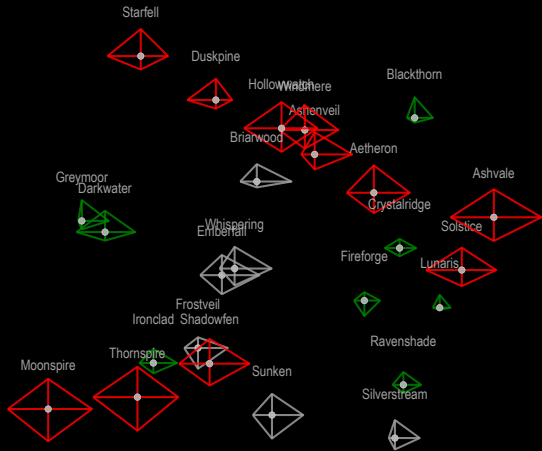 Starfell
Duskpine
Blackthorn
Hollowwatch
Windmere
Ashenveil
Briarwood
Aetheron
Greymoor
Darkwater
Ashvale
Crystalridge
Solstice
Whispering
Emberfall
Fireforge
Lunaris
Frostveil
Ironclad
Shadowfen
Ravenshade
Moonspire
Thornspire
Sunken
Silverstream